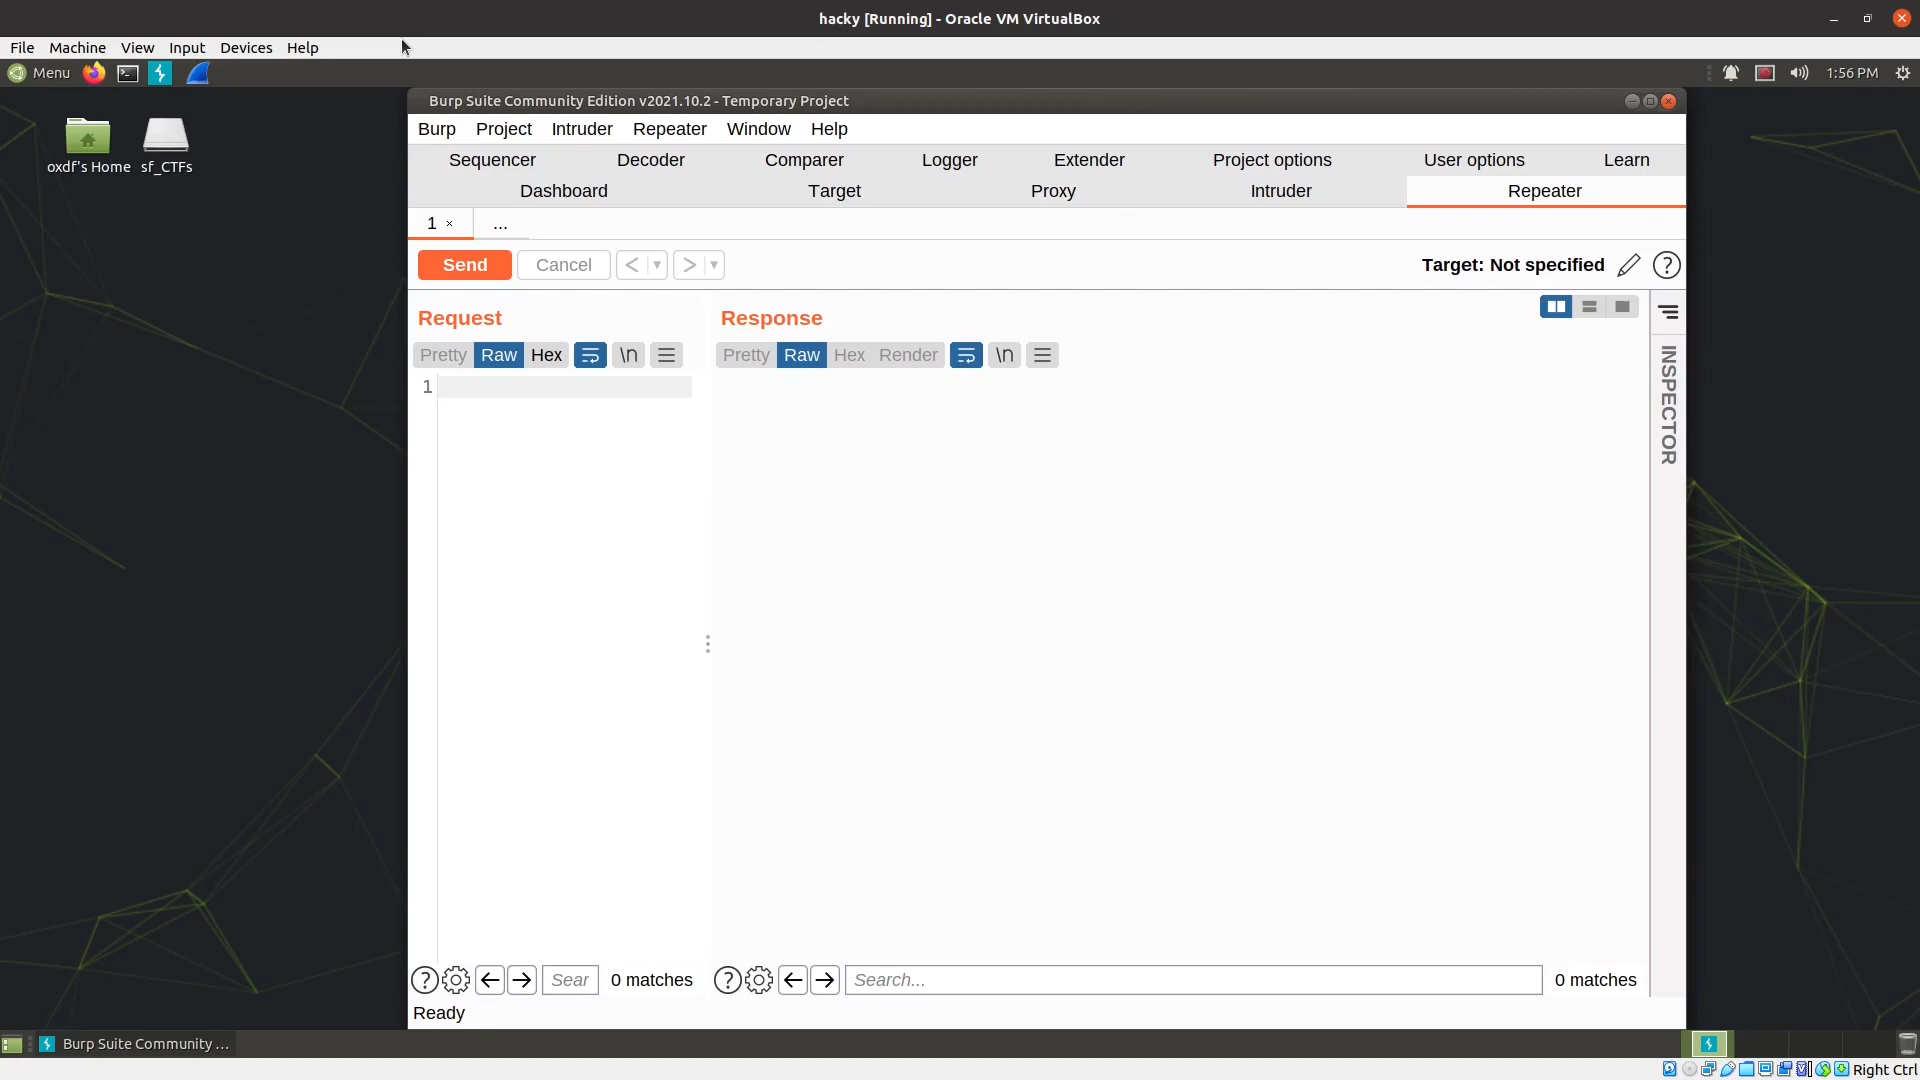 hacky [Running] - Oracle VM VirtualBox
File Machine View Input Devices Help
Menu 1:56 PM
Burp Suite Community Edition v2021.10.2 - Temporary Project
oxdf's Home sf_CTFs
Burp Project Intruder Repeater Window Help
Sequencer Decoder Comparer Logger Extender Project options User options Learn
Dashboard Target Proxy Intruder Repeater
1 × ...
Send Cancel < > Target: Not specified ?
Request Response
Pretty Raw Hex \n Pretty Raw Hex Render \n
INSPECTOR
1
? Sear 0 matches ? Search... 0 matches
Ready
Burp Suite Community ...
Right Ctrl